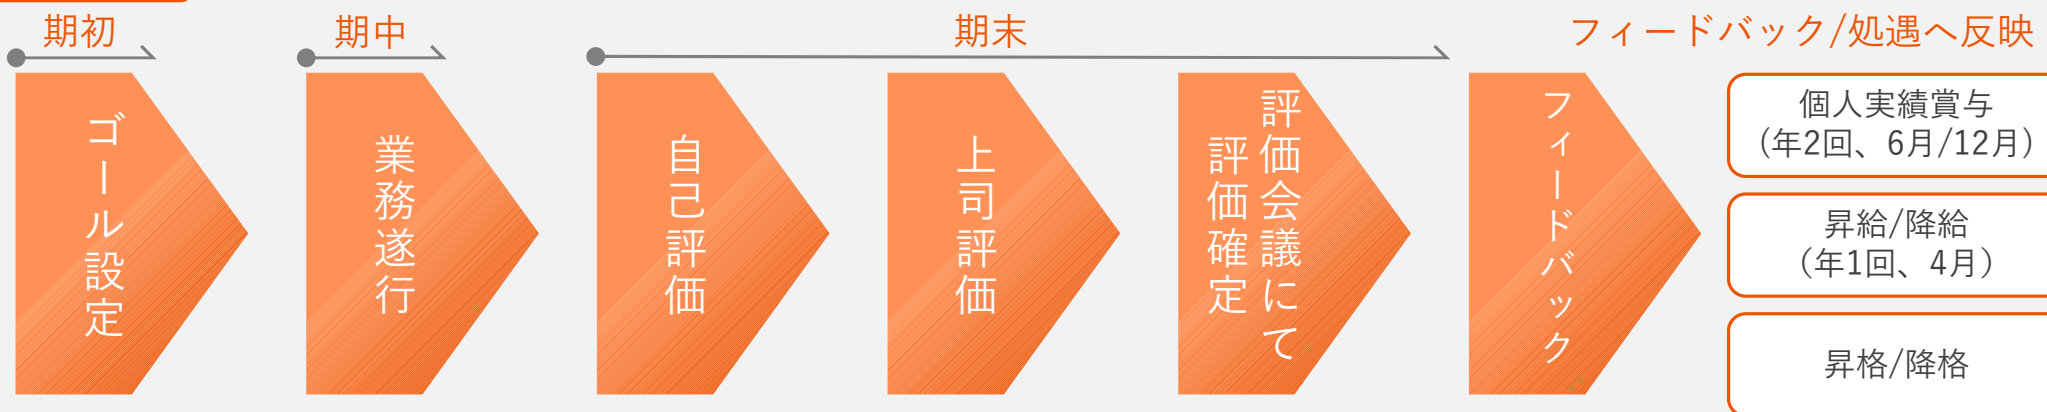 期初
期中
期末
フィードバック/処遇へ反映
ゴール設定
業務遂行
自己評価
上司評価
評価会議にて
評価確定
フィードバック
個人実績賞与
(年2回、6月/12月)
昇給/降給
(年1回、4月)
昇格/降格